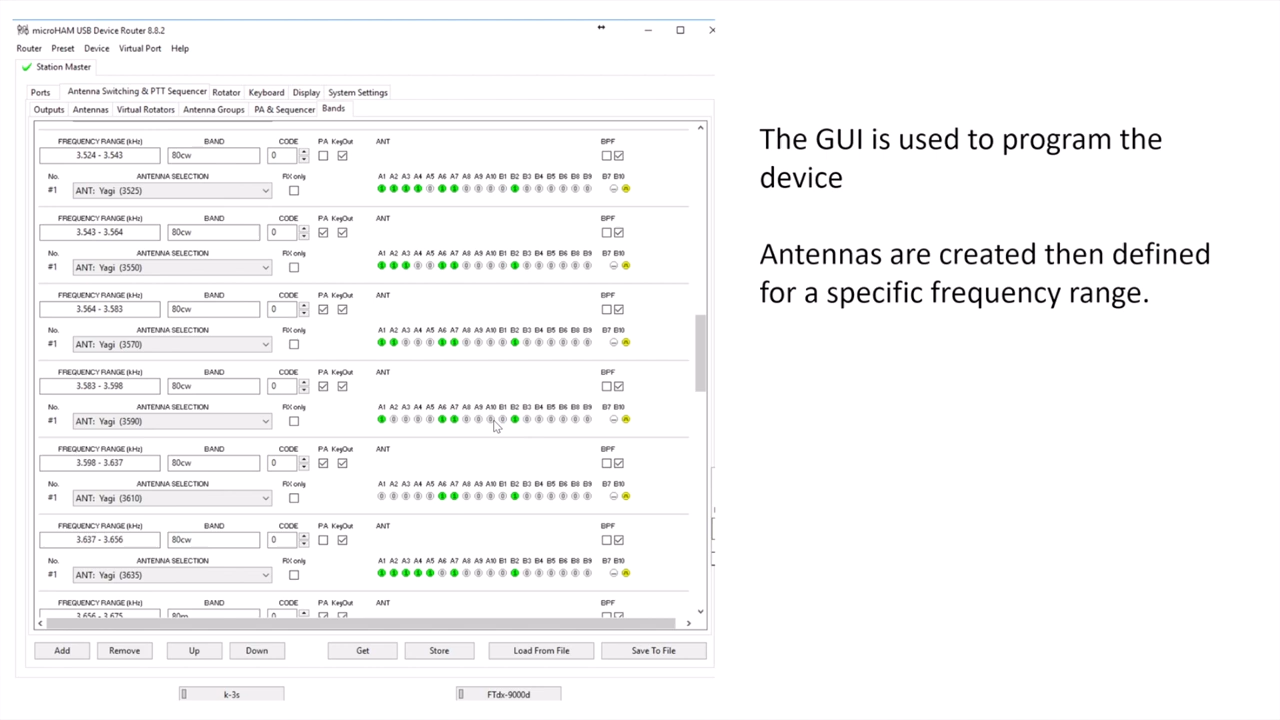 microHAM USB Device Router 8.8.2
Router Preset Device Virtual Port Help
Station Master
Ports Antenna Switching & PTT Sequencer Rotator Keyboard Display System Settings
Outputs Antennas Virtual Rotators Antenna Groups PA & Sequencer Bands
FREQUENCY RANGE (kHz) BAND CODE PA KeyOut ANT BPF
3.524 - 3.543 80cw 0
No. ANTENNA SELECTION RX only A1 A2 A3 A4 A5 A6 A7 A8 A9 A10 B1 B2 B3 B4 B5 B6 B8 B9 B7 B10
#1 ANT: Yagi (3525)
FREQUENCY RANGE (kHz) BAND CODE PA KeyOut ANT BPF
3.543 - 3.564 80cw 0
No. ANTENNA SELECTION RX only A1 A2 A3 A4 A5 A6 A7 A8 A9 A10 B1 B2 B3 B4 B5 B6 B8 B9 B7 B10
#1 ANT: Yagi (3550)
FREQUENCY RANGE (kHz) BAND CODE PA KeyOut ANT BPF
3.564 - 3.583 80cw 0
No. ANTENNA SELECTION RX only A1 A2 A3 A4 A5 A6 A7 A8 A9 A10 B1 B2 B3 B4 B5 B6 B8 B9 B7 B10
#1 ANT: Yagi (3570)
FREQUENCY RANGE (kHz) BAND CODE PA KeyOut ANT BPF
3.583 - 3.598 80cw 0
No. ANTENNA SELECTION RX only A1 A2 A3 A4 A5 A6 A7 A8 A9 A10 B1 B2 B3 B4 B5 B6 B8 B9 B7 B10
#1 ANT: Yagi (3590)
FREQUENCY RANGE (kHz) BAND CODE PA KeyOut ANT BPF
3.598 - 3.637 80cw 0
No. ANTENNA SELECTION RX only A1 A2 A3 A4 A5 A6 A7 A8 A9 A10 B1 B2 B3 B4 B5 B6 B8 B9 B7 B10
#1 ANT: Yagi (3610)
FREQUENCY RANGE (kHz) BAND CODE PA KeyOut ANT BPF
3.637 - 3.656 80cw 0
No. ANTENNA SELECTION RX only A1 A2 A3 A4 A5 A6 A7 A8 A9 A10 B1 B2 B3 B4 B5 B6 B8 B9 B7 B10
#1 ANT: Yagi (3635)
FREQUENCY RANGE (kHz) BAND CODE PA KeyOut ANT BPF
3.656 - 3.675 80m 0
Add Remove Up Down Get Store Load From File Save To File
k-3s FTdx-9000d
The GUI is used to program the
device
Antennas are created then defined
for a specific frequency range.